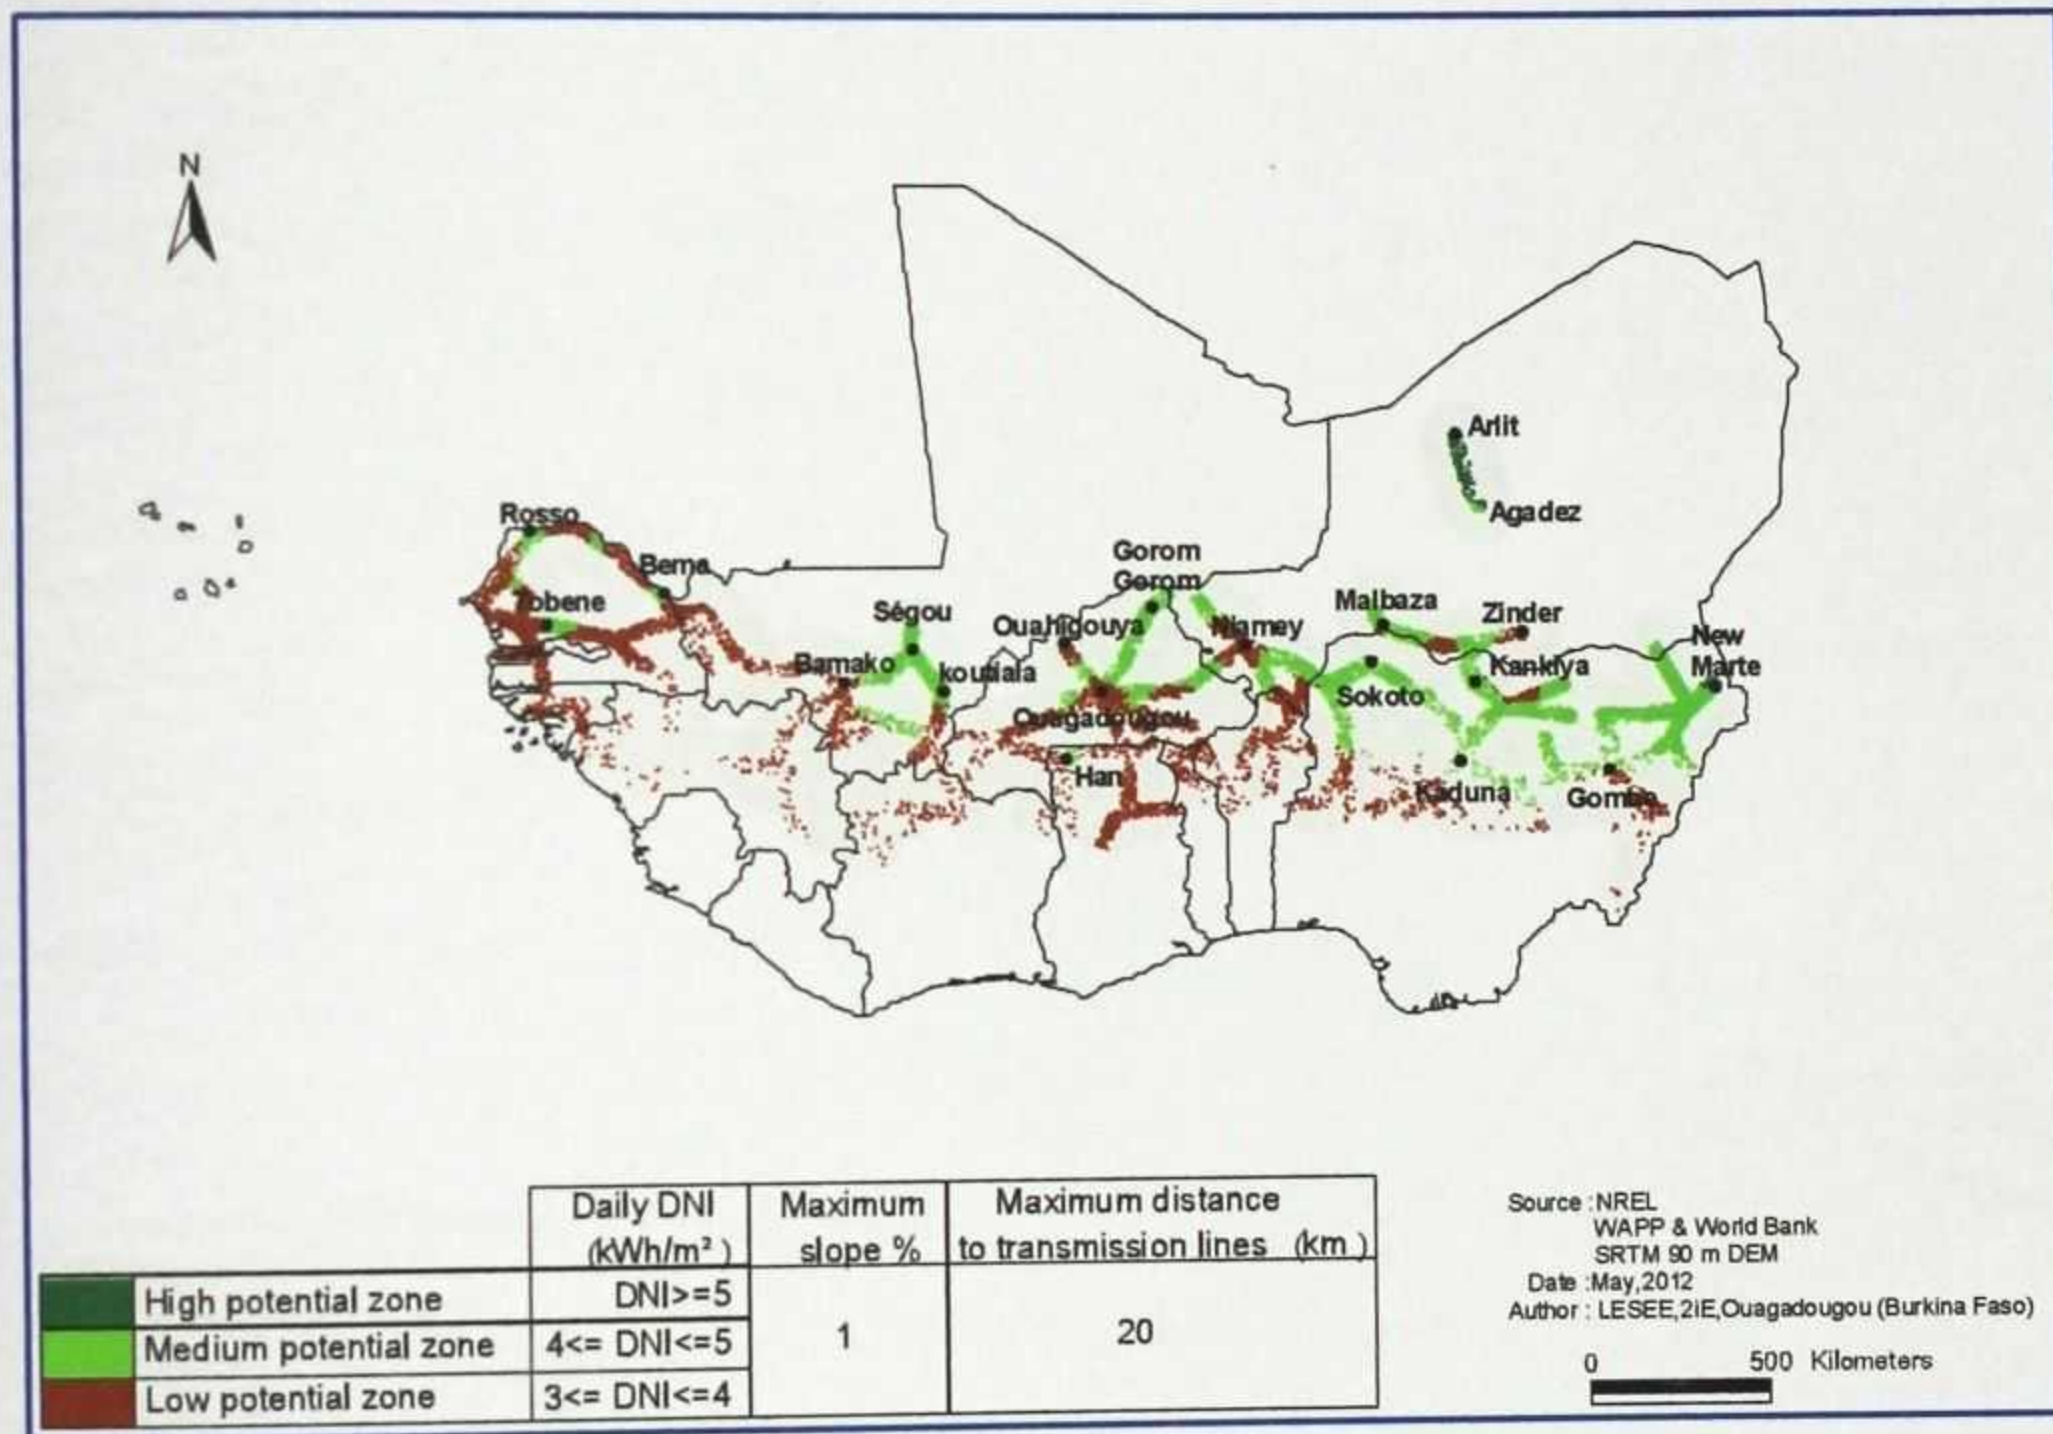 N
Arlit
Agadez
Rosso
Bema
Tobene
Gorom
Gorom
Ségou
Ouahigouya
Niamey
Malbaza
Zinder
New
Marte
Bamako
koutiala
Kankiya
Sokoto
Ouagadougou
Han
Kaduna
Gombe
Daily DNI
(kWh/m²)
Maximum
slope %
Maximum distance
to transmission lines (km)
High potential zone
DNI>=5
Medium potential zone
4<= DNI<=5
1
20
Low potential zone
3<= DNI<=4
Source :NREL
WAPP & World Bank
SRTM 90 m DEM
Date :May,2012
Author : LESEE,2iE,Ouagadougou (Burkina Faso)
0 500 Kilometers